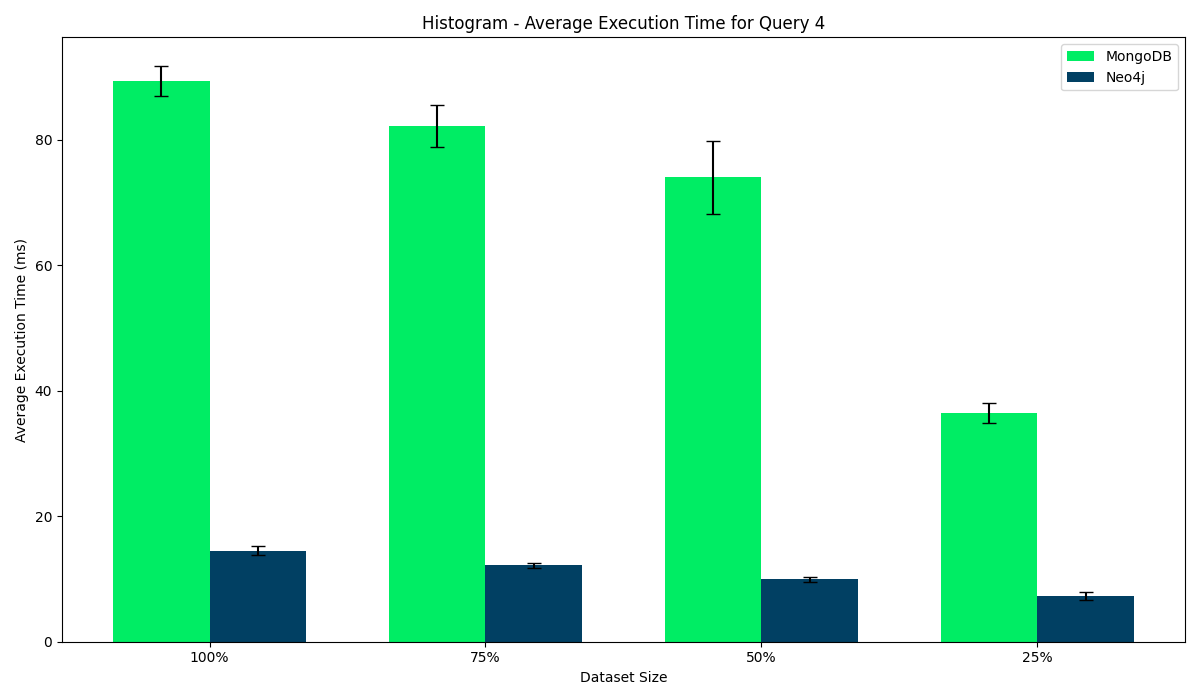 Histogram - Average Execution Time for Query 4
MongoDB
Neo4j
Average Execution Time (ms)
80
60
40
20
0
100%
75%
50%
25%
Dataset Size